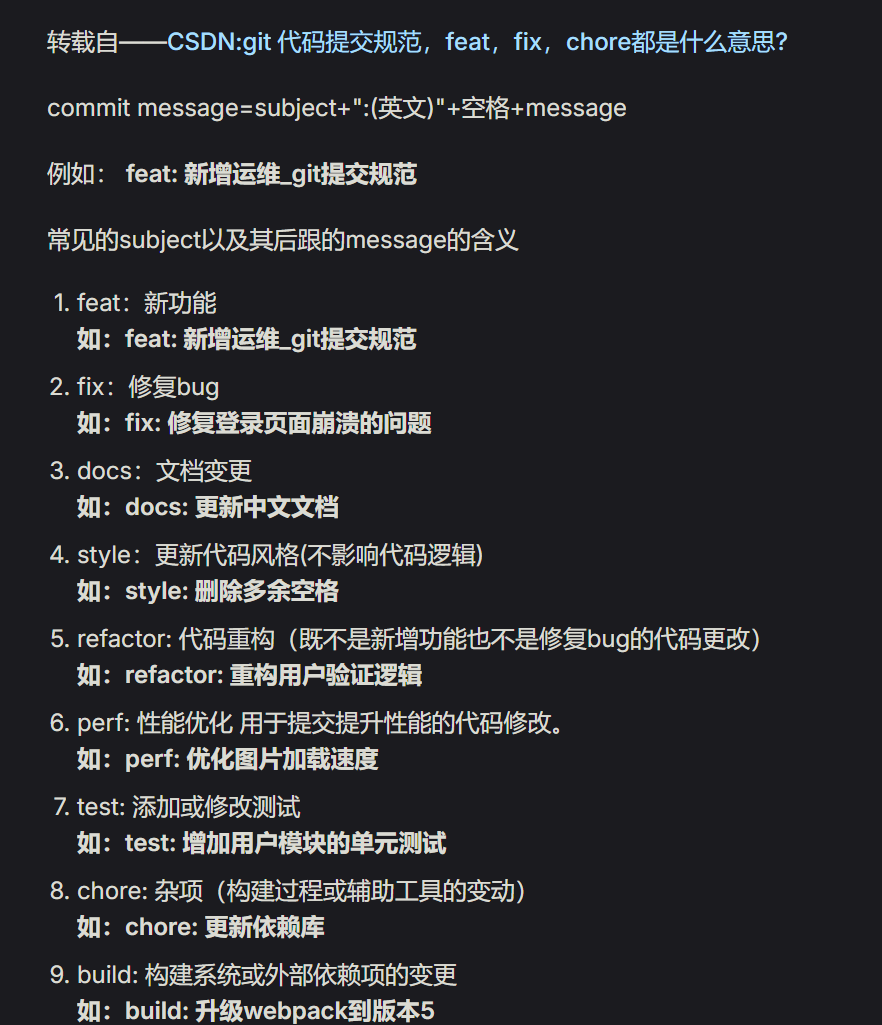 转载自——CSDN:git 代码提交规范，feat，fix，chore都是什么意思?
commit message=subject+":(英文)"+空格+message
例如： feat: 新增运维_git提交规范
常见的subject以及其后跟的message的含义
1. feat：新功能
如：feat: 新增运维_git提交规范
2. fix：修复bug
如：fix: 修复登录页面崩溃的问题
3. docs：文档变更
如：docs: 更新中文文档
4. style：更新代码风格(不影响代码逻辑)
如：style: 删除多余空格
5. refactor: 代码重构（既不是新增功能也不是修复bug的代码更改）
如：refactor: 重构用户验证逻辑
6. perf: 性能优化 用于提交提升性能的代码修改。
如：perf: 优化图片加载速度
7. test: 添加或修改测试
如：test: 增加用户模块的单元测试
8. chore: 杂项（构建过程或辅助工具的变动）
如：chore: 更新依赖库
9. build: 构建系统或外部依赖项的变更
如：build: 升级webpack到版本5